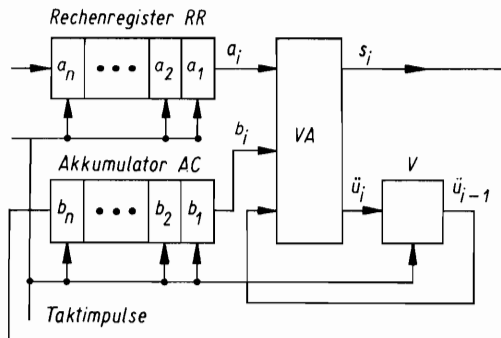 Rechenregister RR
aₙ ••• a₂ a₁
aᵢ
sᵢ
bᵢ
VA
Akkumulator AC
V
bₙ ••• b₂ b₁
üᵢ
üᵢ₋₁
Taktimpulse